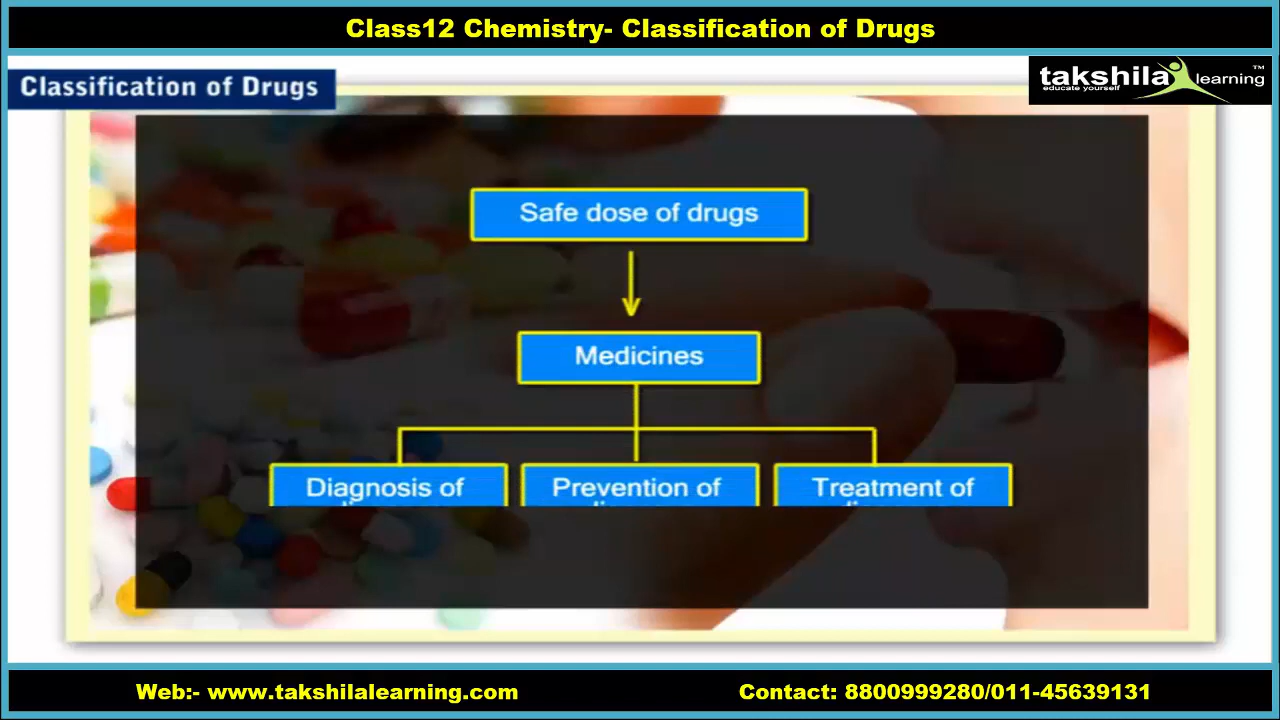 Class12 Chemistry- Classification of Drugs
Classification of Drugs
takshila learning ™
educate yourself
Safe dose of drugs
Medicines
Diagnosis of
Prevention of
Treatment of
Web:- www.takshilalearning.com
Contact: 8800999280/011-45639131